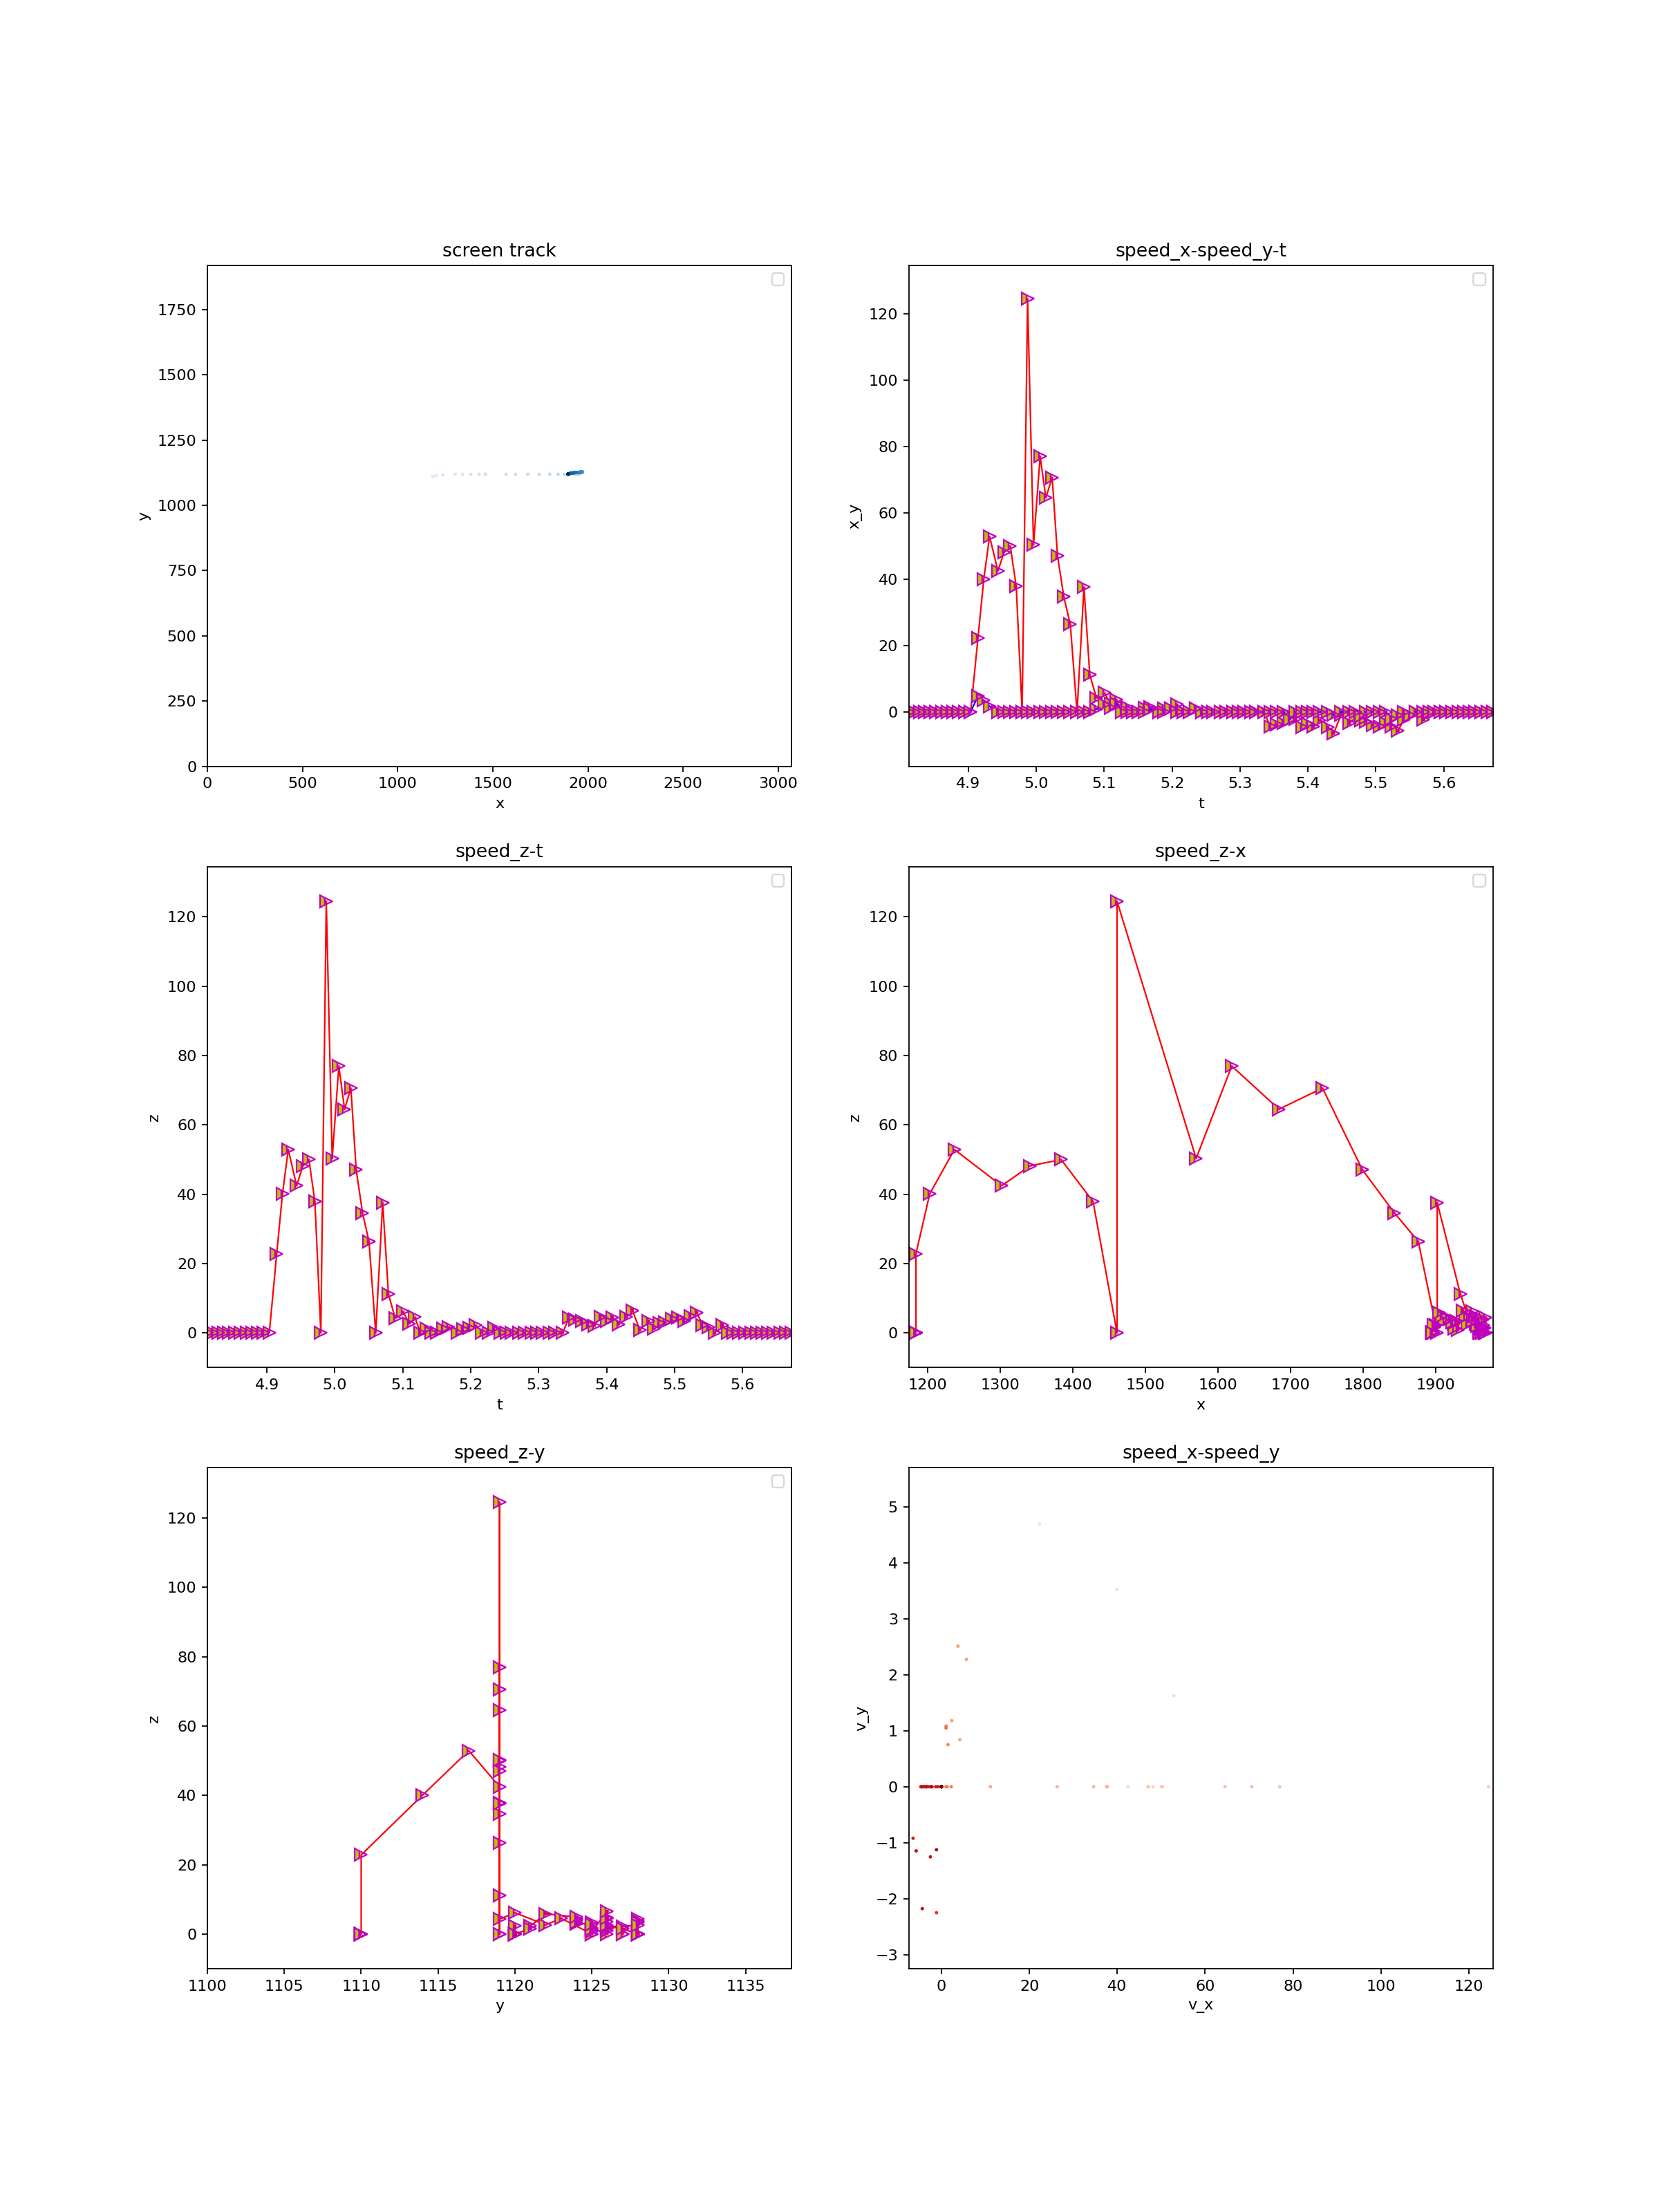 screen track
1750
1500
1250
1000
750
500
250
0
y
0 500 1000 1500 2000 2500 3000
x
speed_x-speed_y-t
120
100
80
60
40
20
0
x_y
4.9 5.0 5.1 5.2 5.3 5.4 5.5 5.6
t
speed_z-t
120
100
80
60
40
20
0
z
4.9 5.0 5.1 5.2 5.3 5.4 5.5 5.6
t
speed_z-x
120
100
80
60
40
20
0
z
1200 1300 1400 1500 1600 1700 1800 1900
x
speed_z-y
120
100
80
60
40
20
0
z
1100 1105 1110 1115 1120 1125 1130 1135
y
speed_x-speed_y
5
4
3
2
1
0
−1
−2
−3
v_y
0 20 40 60 80 100 120
v_x